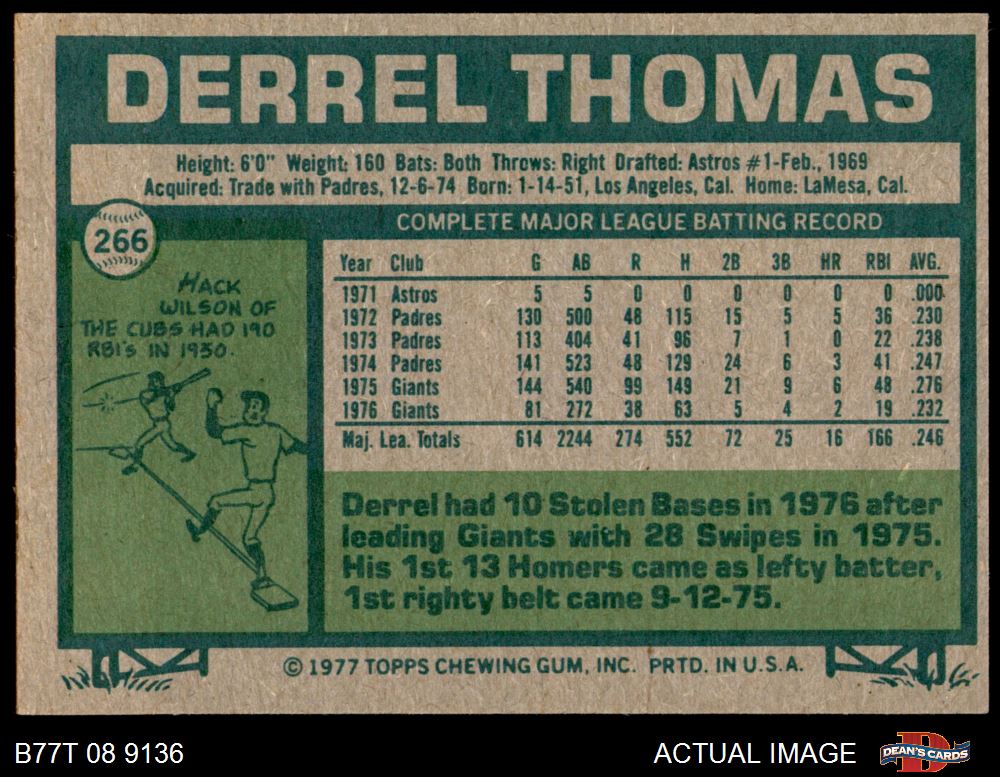 DERREL THOMAS
Height: 6'0" Weight: 160 Bats: Both Throws: Right Drafted: Astros #1-Feb., 1969
Acquired: Trade with Padres, 12-6-74 Born: 1-14-51, Los Angeles, Cal. Home: LaMesa, Cal.
266
HACK
WILSON OF
THE CUBS HAD 190
RBI'S IN 1930.
COMPLETE MAJOR LEAGUE BATTING RECORD
Year Club G AB R H 2B 3B HR RBI AVG.
1971 Astros 5 5 0 0 0 0 0 0 .000
1972 Padres 130 500 48 115 15 5 5 36 .230
1973 Padres 113 404 41 96 7 1 0 22 .238
1974 Padres 141 523 48 129 24 6 3 41 .247
1975 Giants 144 540 99 149 21 9 6 48 .276
1976 Giants 81 272 38 63 5 4 2 19 .232
Maj. Lea. Totals 614 2244 274 552 72 25 16 166 .246
Derrel had 10 Stolen Bases in 1976 after
leading Giants with 28 Swipes in 1975.
His 1st 13 Homers came as lefty batter,
1st righty belt came 9-12-75.
© 1977 TOPPS CHEWING GUM, INC. PRTD. IN U.S.A.
B77T 08 9136
ACTUAL IMAGE
DEAN'S CARDS